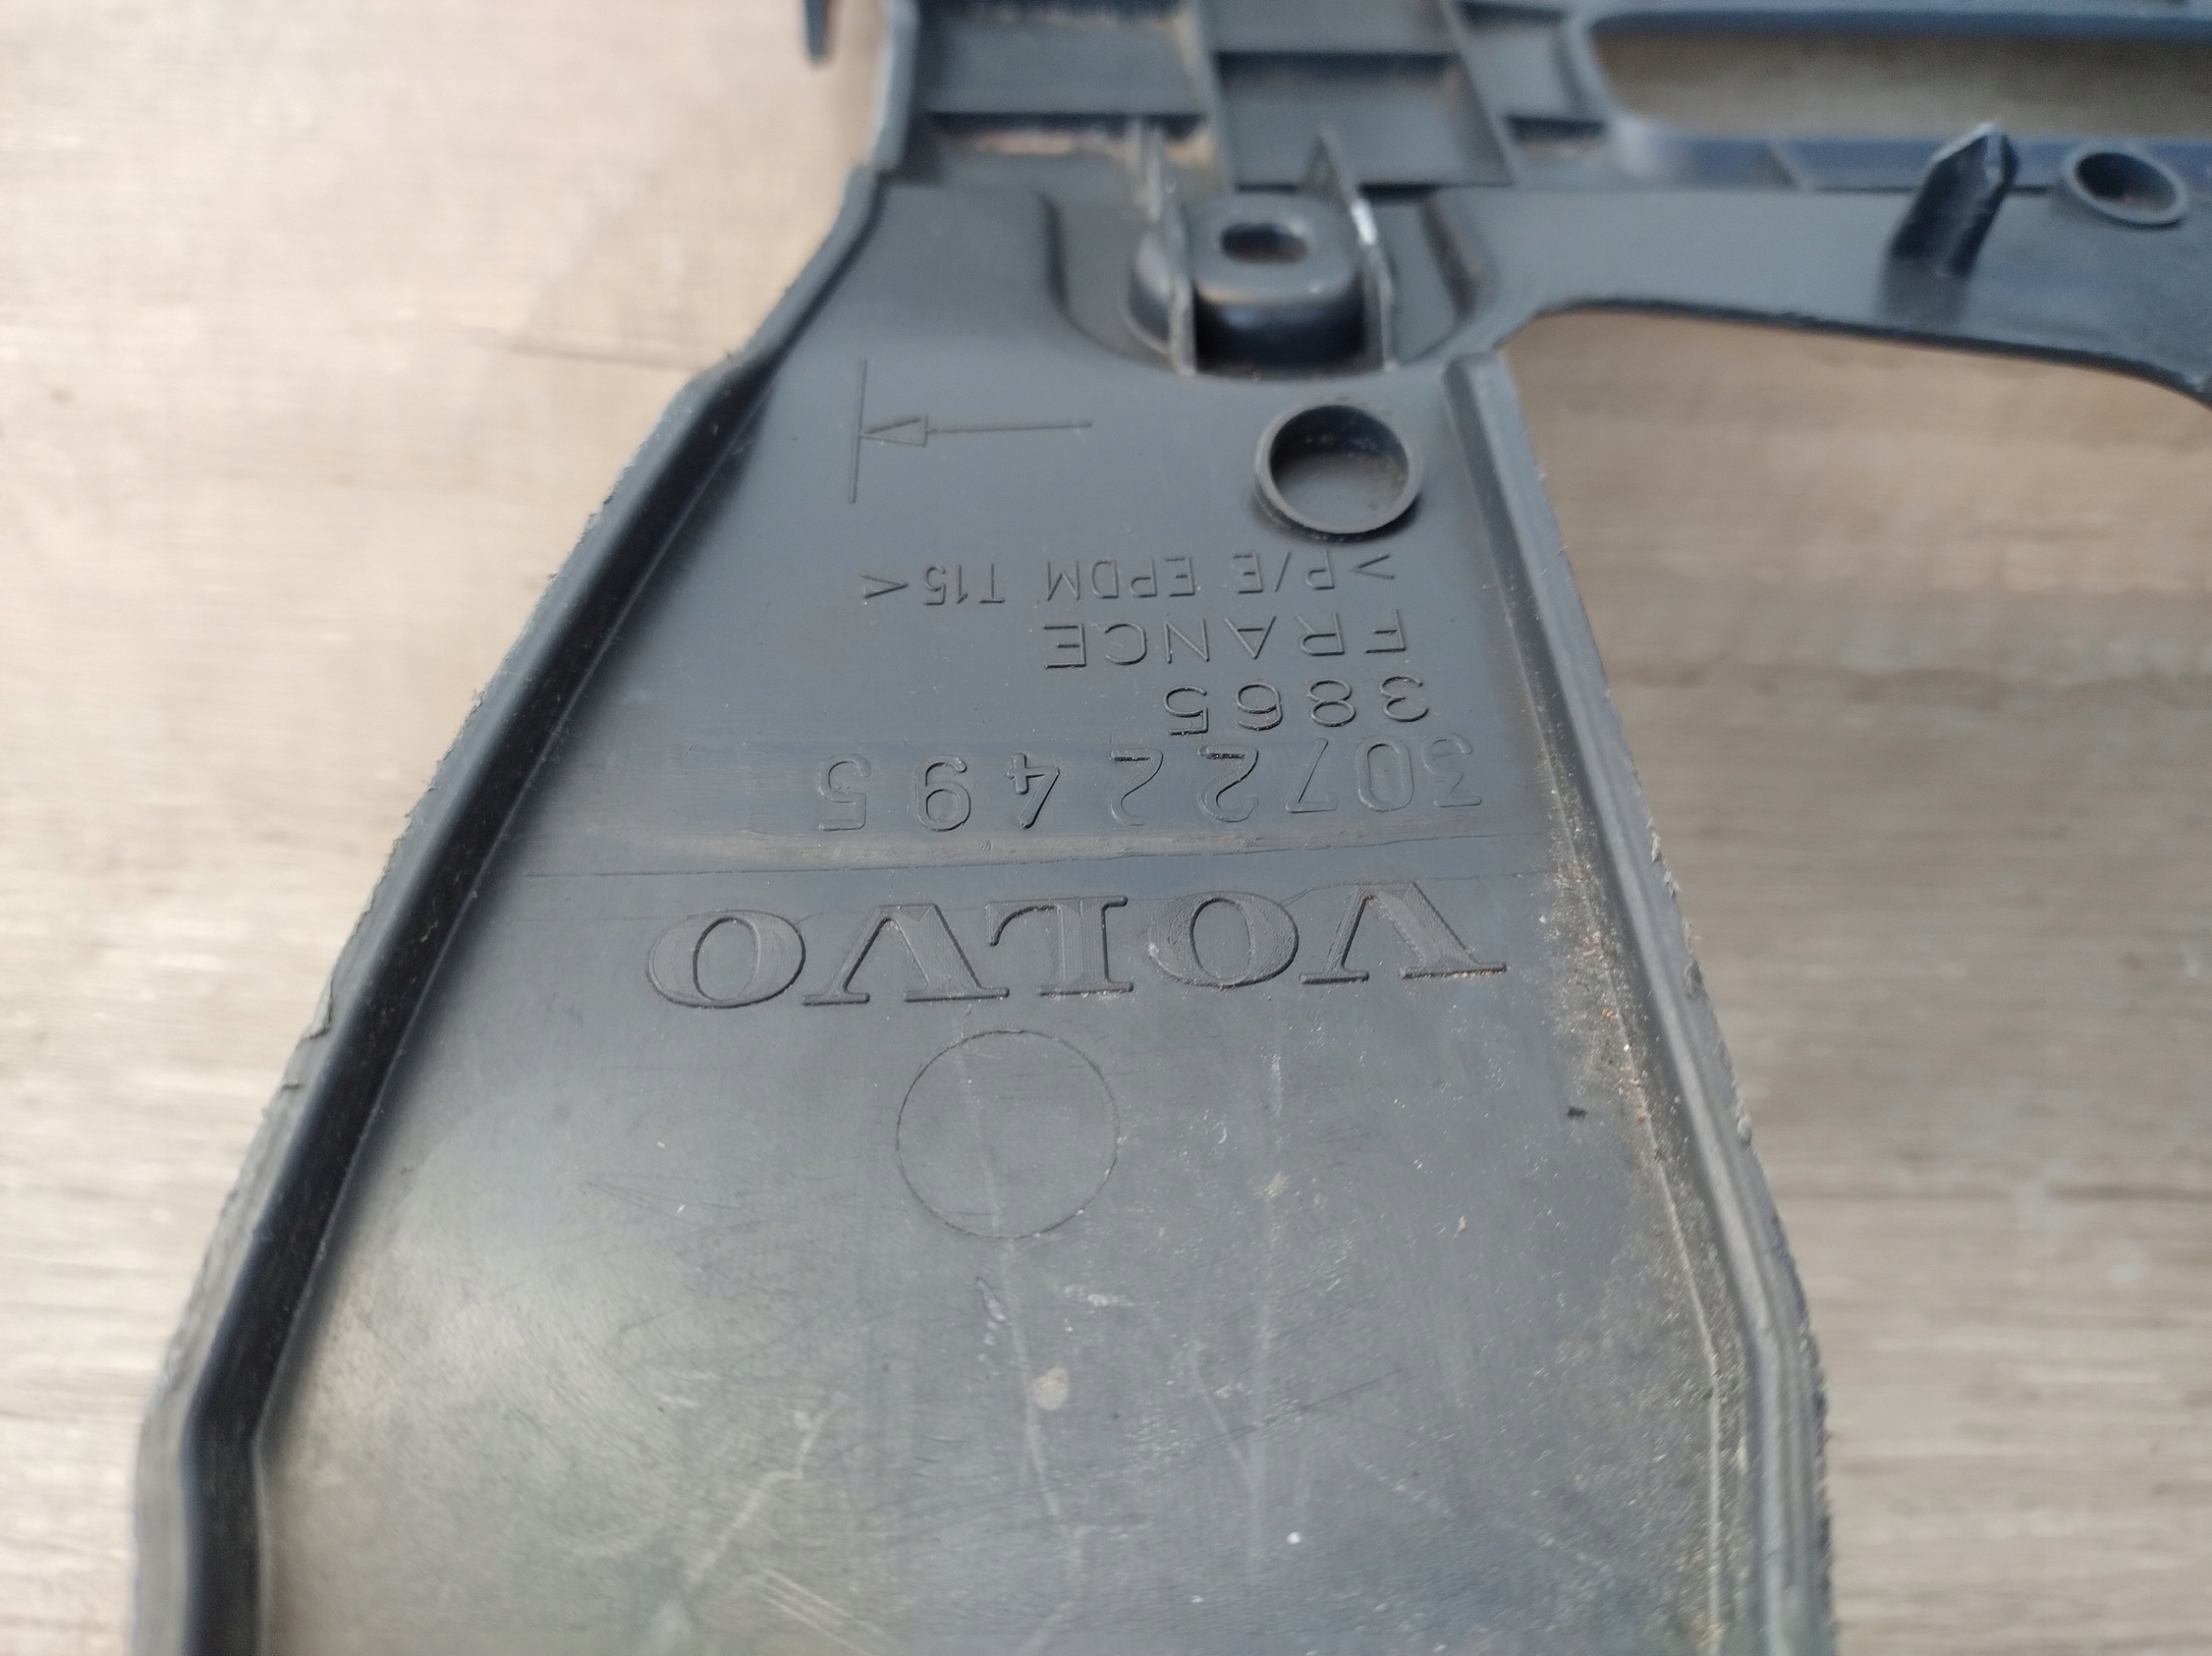 VOLVO
30722495
3865
FRANCE
>P/E EPDM T15<